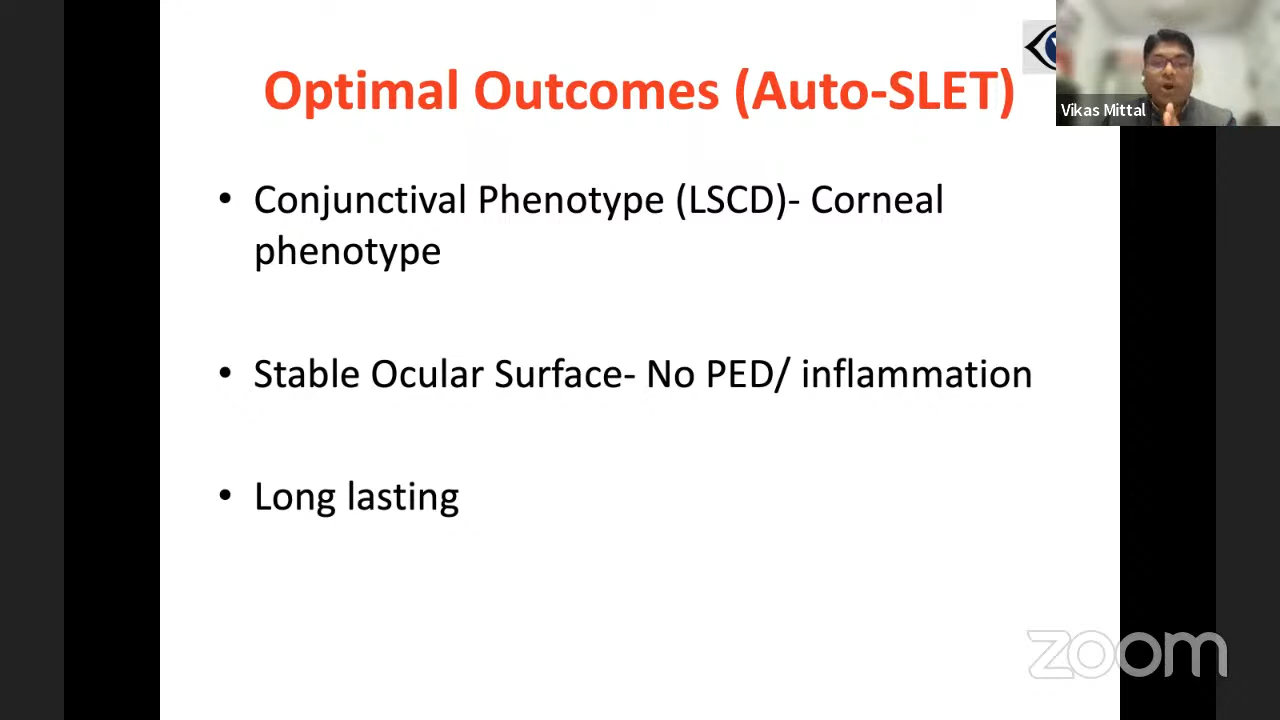 Optimal Outcomes (Auto-SLET)
Vikas Mittal
• Conjunctival Phenotype (LSCD)- Corneal
phenotype
• Stable Ocular Surface- No PED/ inflammation
• Long lasting
zoom